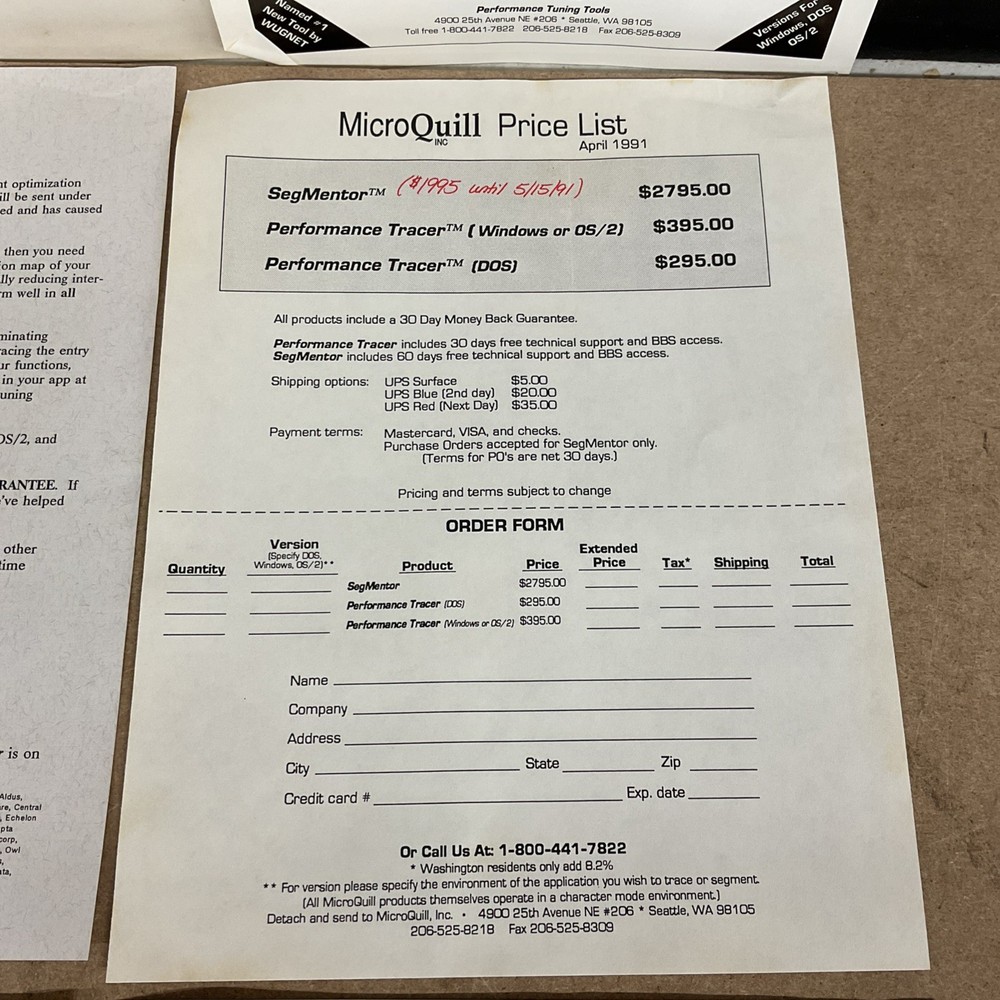 Named #1
New Tool by
WUGNET
Performance Tuning Tools
4900 25th Avenue NE #206 * Seattle, WA 98105
Toll free 1-800-441-7822 206-525-8218 Fax 206-525-8309
Versions For
Windows, DOS
OS/2
optimization
ill be sent under
ed and has caused
then you need
on map of your
lly reducing inter-
rm well in all
minating
racing the entry
ur functions,
in your app at
uning
OS/2, and
RANTEE. If
've helped
other
time
r is on
Aldus,
re, Central
, Echelon
pta
corp,
, Owl
s,
ata,
MicroQuill Price List
INC
April 1991
SegMentor™ ($1995 until 5/15/91) $2795.00
Performance Tracer™ (Windows or OS/2) $395.00
Performance Tracer™ (DOS) $295.00
All products include a 30 Day Money Back Guarantee.
Performance Tracer includes 30 days free technical support and BBS access.
SegMentor includes 60 days free technical support and BBS access.
Shipping options: UPS Surface $5.00
UPS Blue (2nd day) $20.00
UPS Red (Next Day) $35.00
Payment terms: Mastercard, VISA, and checks.
Purchase Orders accepted for SegMentor only.
(Terms for PO's are net 30 days.)
Pricing and terms subject to change
ORDER FORM
Quantity Version (Specify DOS, Windows, OS/2)** Product Price Extended Price Tax* Shipping Total
SegMentor $2795.00
Performance Tracer (DOS) $295.00
Performance Tracer (Windows or OS/2) $395.00
Name
Company
Address
City State Zip
Credit card # Exp. date
Or Call Us At: 1-800-441-7822
* Washington residents only add 8.2%
** For version please specify the environment of the application you wish to trace or segment.
(All MicroQuill products themselves operate in a character mode environment.)
Detach and send to MicroQuill, Inc. • 4900 25th Avenue NE #206 * Seattle, WA 98105
206-525-8218 Fax 206-525-8309